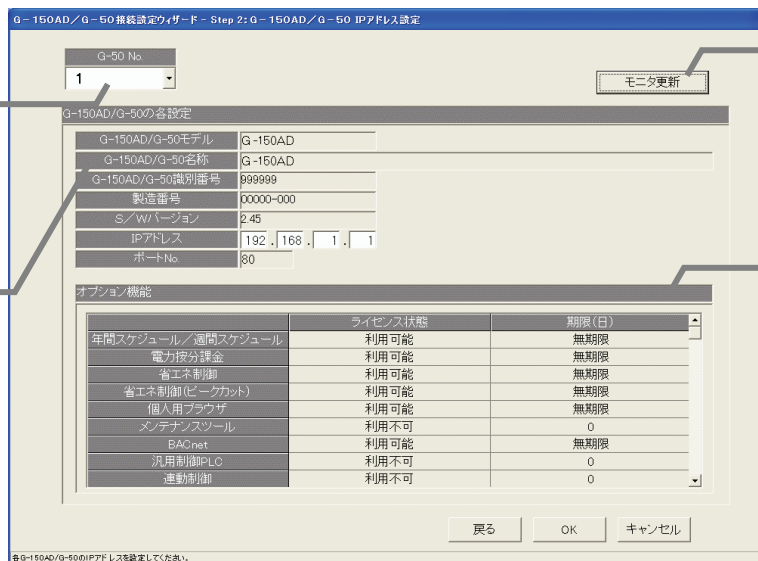 G-150AD/G-50接続設定ウィザード - Step 2:G-150AD/G-50 IPアドレス設定
G-50 No.
1
モニタ更新
G-150AD/G-50の各設定
G-150AD/G-50モデル G-150AD
G-150AD/G-50名称 G-150AD
G-150AD/G-50識別番号 999999
製造番号 00000-000
S/Wバージョン 2.45
IPアドレス 192 . 168 . 1 . 1
ポートNo. 80
オプション機能
ライセンス状態 期限(日)
年間スケジュール/週間スケジュール 利用可能 無期限
電力按分課金 利用可能 無期限
省エネ制御 利用可能 無期限
省エネ制御(ピークカット) 利用可能 無期限
個人用ブラウザ 利用可能 無期限
メンテナンスツール 利用不可 0
BACnet 利用可能 無期限
汎用制御PLC 利用不可 0
連動制御 利用不可 0
戻る OK キャンセル
各G-150AD/G-50のIPアドレスを設定してください。